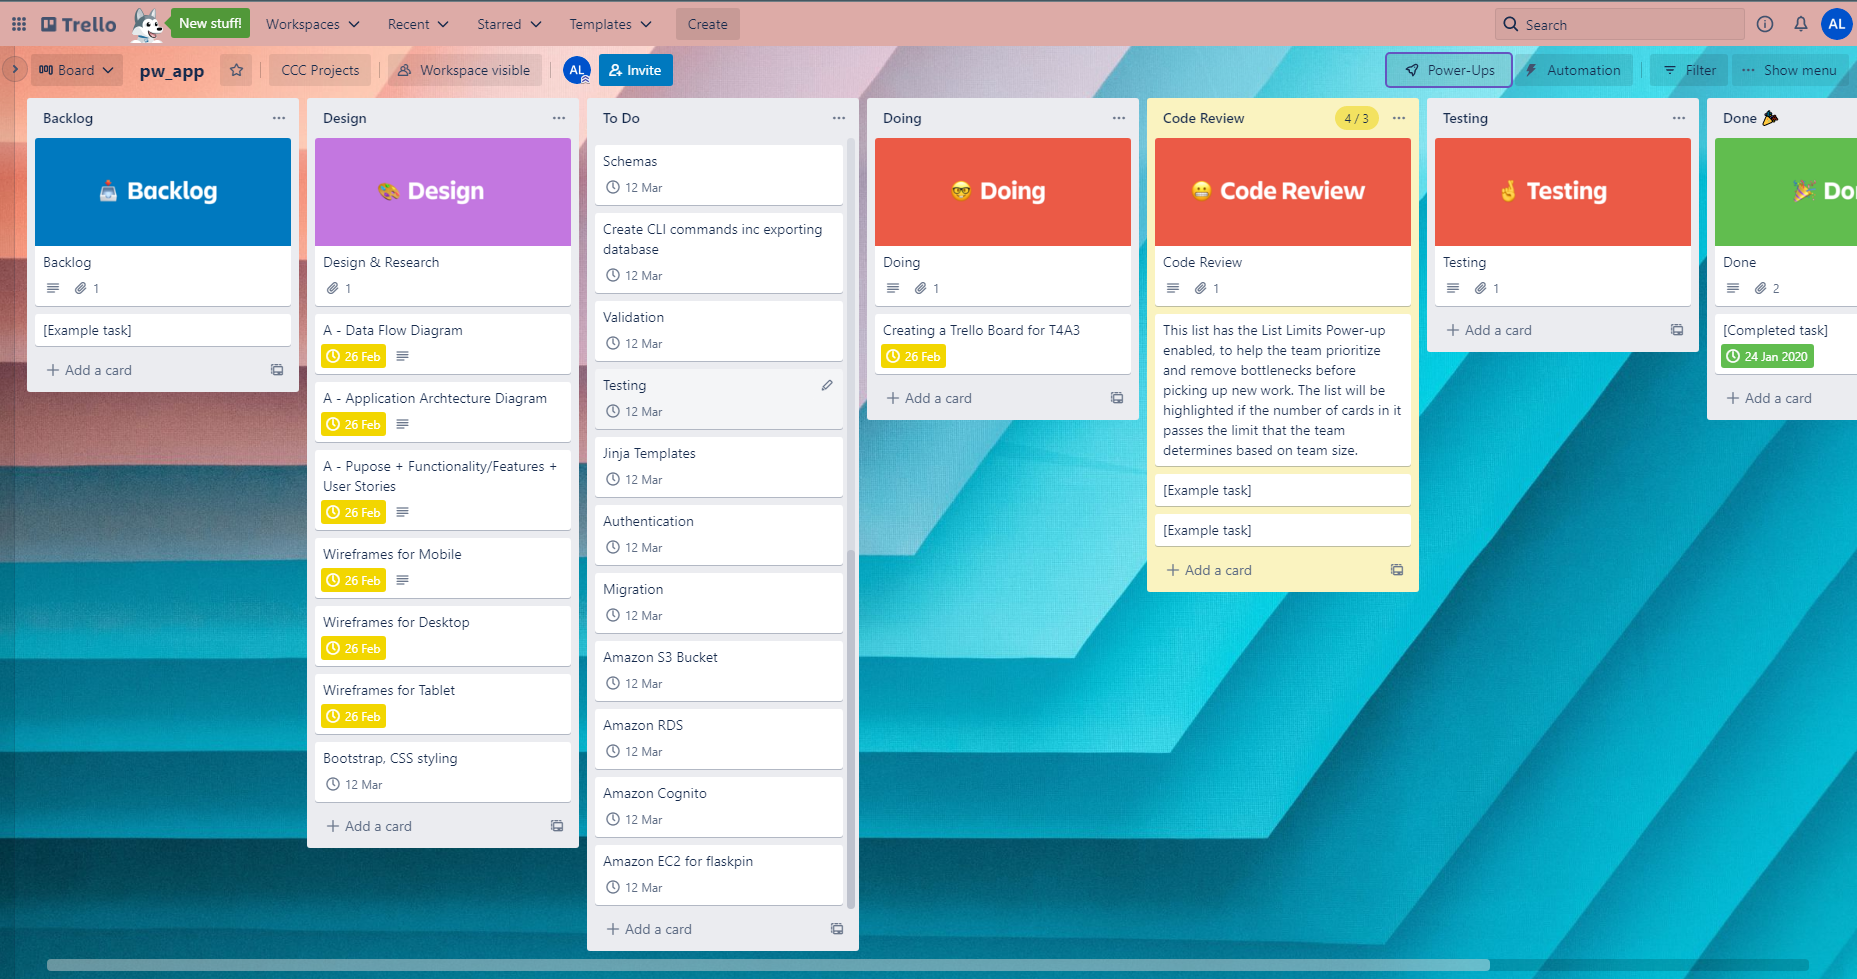 Trello
New stuff!
Workspaces
Recent
Starred
Templates
Create
Search
AL
Board
pw_app
CCC Projects
Workspace visible
AL
Invite
Power-Ups
Automation
Filter
Show menu
Backlog
Backlog
Backlog
1
[Example task]
Add a card
Design
Design
Design & Research
1
A - Data Flow Diagram
26 Feb
A - Application Archtecture Diagram
26 Feb
A - Pupose + Functionality/Features +
User Stories
26 Feb
Wireframes for Mobile
26 Feb
Wireframes for Desktop
26 Feb
Wireframes for Tablet
26 Feb
Bootstrap, CSS styling
12 Mar
Add a card
To Do
Schemas
12 Mar
Create CLI commands inc exporting
database
12 Mar
Validation
12 Mar
Testing
12 Mar
Jinja Templates
12 Mar
Authentication
12 Mar
Migration
12 Mar
Amazon S3 Bucket
12 Mar
Amazon RDS
12 Mar
Amazon Cognito
12 Mar
Amazon EC2 for flaskpin
12 Mar
Add a card
Doing
Doing
Doing
1
Creating a Trello Board for T4A3
26 Feb
Add a card
Code Review
4 / 3
Code Review
Code Review
1
This list has the List Limits Power-up
enabled, to help the team prioritize
and remove bottlenecks before
picking up new work. The list will be
highlighted if the number of cards in it
passes the limit that the team
determines based on team size.
[Example task]
[Example task]
Add a card
Testing
Testing
Testing
1
Add a card
Done
Do
Done
2
[Completed task]
24 Jan 2020
Add a card